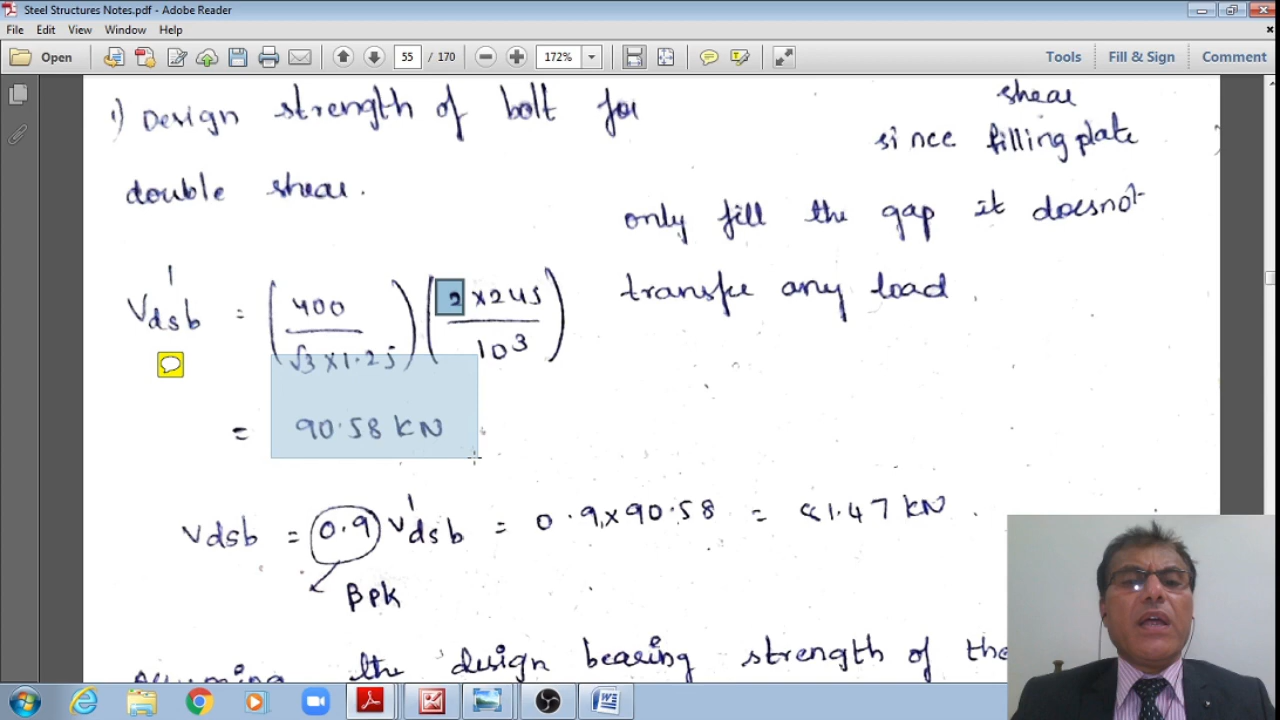 Steel Structures Notes.pdf - Adobe Reader
File Edit View Window Help
Open 55 / 170 172% Tools Fill & Sign Comment
1) Design strength of bolt for
double shear.
shear
since filling plate
only fill the gap it doesnot
transfe any load.
V'dsb = (400 / √3 × 1.25) (2 × 245 / 10³)
= 90.58 KN
Vdsb = 0.9 V'dsb = 0.9 × 90.58 = 81.47 KN.
βpk
the design bearing strength of the